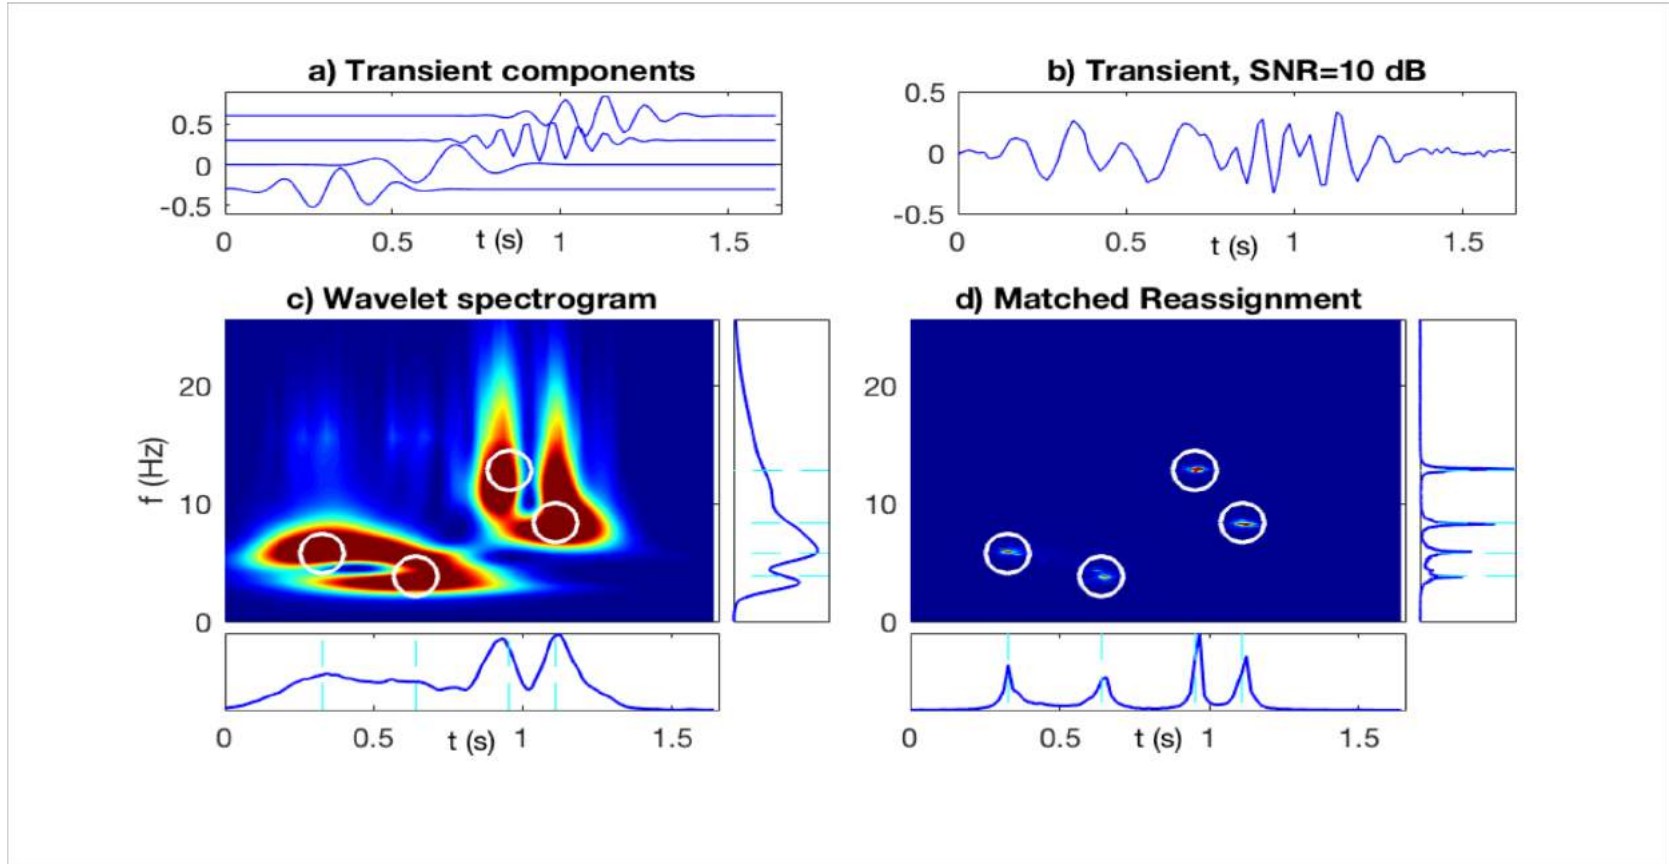 a) Transient components
0.5
0
-0.5
0 0.5 t (s) 1 1.5
b) Transient, SNR=10 dB
0.5
0
-0.5
0 0.5 1 1.5
t (s)
c) Wavelet spectrogram
f (Hz)
20
10
0
0 0.5 t (s) 1 1.5
d) Matched Reassignment
20
10
0
0 0.5 t (s) 1 1.5